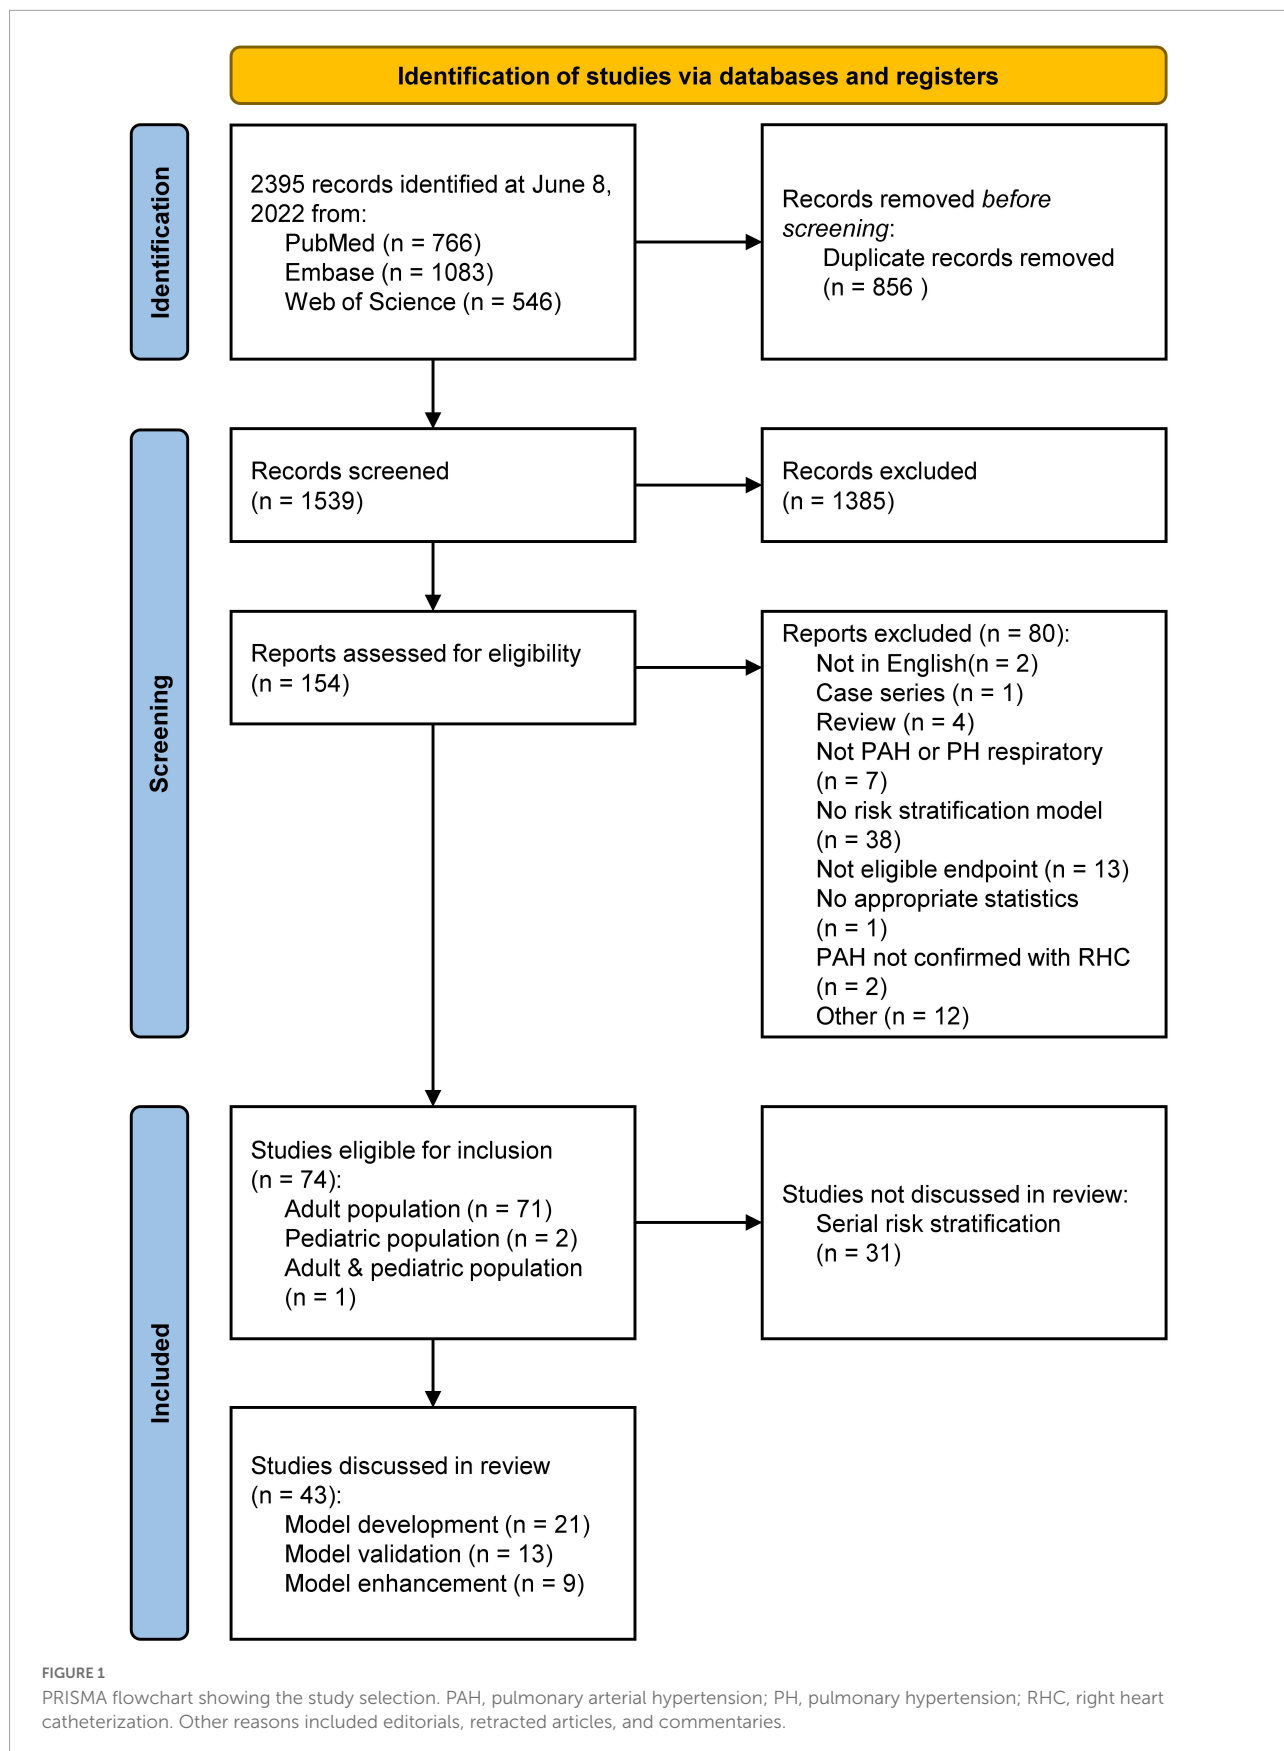 Identification of studies via databases and registers
Identification
2395 records identified at June 8,
2022 from:
PubMed (n = 766)
Embase (n = 1083)
Web of Science (n = 546)
Records removed before
screening:
Duplicate records removed
(n = 856 )
Screening
Records screened
(n = 1539)
Records excluded
(n = 1385)
Reports assessed for eligibility
(n = 154)
Reports excluded (n = 80):
Not in English(n = 2)
Case series (n = 1)
Review (n = 4)
Not PAH or PH respiratory
(n = 7)
No risk stratification model
(n = 38)
Not eligible endpoint (n = 13)
No appropriate statistics
(n = 1)
PAH not confirmed with RHC
(n = 2)
Other (n = 12)
Included
Studies eligible for inclusion
(n = 74):
Adult population (n = 71)
Pediatric population (n = 2)
Adult & pediatric population
(n = 1)
Studies not discussed in review:
Serial risk stratification
(n = 31)
Studies discussed in review
(n = 43):
Model development (n = 21)
Model validation (n = 13)
Model enhancement (n = 9)
FIGURE 1
PRISMA flowchart showing the study selection. PAH, pulmonary arterial hypertension; PH, pulmonary hypertension; RHC, right heart
catheterization. Other reasons included editorials, retracted articles, and commentaries.